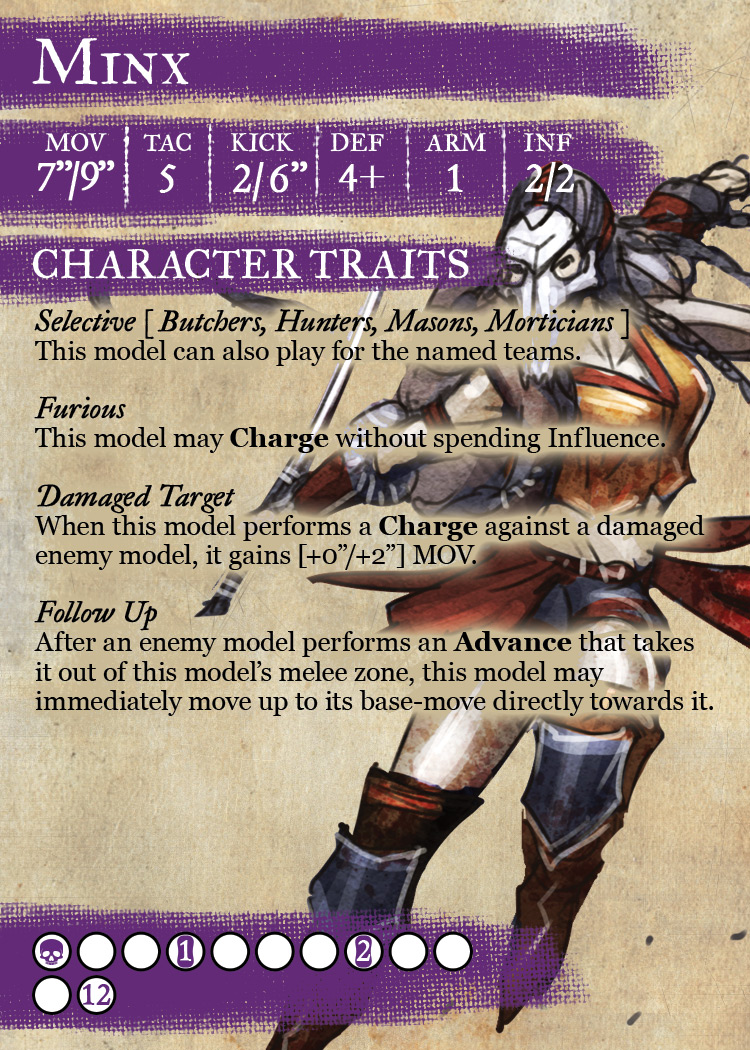 Minx
MOV TAC KICK DEF ARM INF
7”/9” 5 2/6” 4+ 1 2/2
CHARACTER TRAITS
Selective [ Butchers, Hunters, Masons, Morticians ]
This model can also play for the named teams.
Furious
This model may Charge without spending Influence.
Damaged Target
When this model performs a Charge against a damaged
enemy model, it gains [+0”/+2”] MOV.
Follow Up
After an enemy model performs an Advance that takes
it out of this model’s melee zone, this model may
immediately move up to its base-move directly towards it.
1 2
12